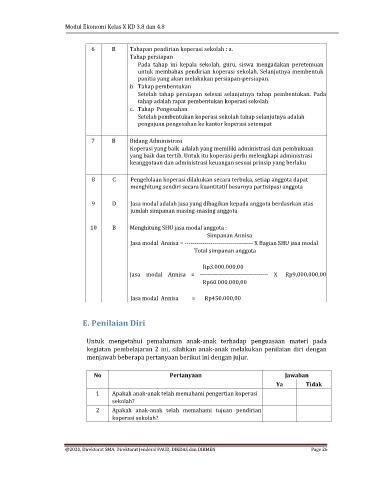 Modul Ekonomi Kelas X KD 3.8 dan 4.8
6 B Tahapan pendirian koperasi sekolah : a.
Tahap persiapan
Pada tahap ini kepala sekolah, guru, siswa mengadakan peretemuan
untuk membahas pendirian koperasi sekolah. Selanjutnya membentuk
panitia yang akan melakukan persiapan-persiapan.
b. Tahap pembentukan
Setelah tahap persiapan selesai selanjutnya tahap pembentukan. Pada
tahap adalah rapat pembentukan koperasi sekolah
c. Tahap Pengesahan
Setelah pembentukan koperasi sekolah tahap selanjutnya adalah
pengajuan pengesahan ke kantor koperasi setempat
7 B Bidang Administrasi
Koperasi yang baik adalah yang memiliki administrasi dan pembukuan
yang baik dan tertib. Untuk itu koperasi perlu melengkapi administrasi
keanggotaan dan administrasi keuangan sesuai prinsip yang berlaku
8 C Pengelolaan koperasi dilakukan secara terbuka, setiap anggota dapat
menghitung sendiri secara kuantitatif besarnya partisipasi anggota
9 D Jasa modal adalah jasa yang dibagikan kepada anggota berdasrkan atas
jumlah simpanan masing-masing anggota
10 B Menghitung SHU jasa modal anggota :
Simpanan Annisa
Jasa modal Annisa = ---------------------------------- X Bagian SHU jasa modal
Total simpanan anggota
Rp3.000.000,00
Jasa modal Annisa = ---------------------------------- X Rp9.000.000,00
Rp60.000.000,00
Jasa modal Annisa = Rp450.000,00
E. Penilaian Diri
Untuk mengetahui pemahaman anak-anak terhadap penguasaan materi pada
kegiatan pembelajaran 2 ini, silahkan anak-anak melakukan penilaian diri dengan
menjawab beberapa pertanyaan berikut ini dengan jujur.
No Pertanyaan Jawaban
Ya Tidak
1 Apakah anak-anak telah memahami pengertian koperasi
sekolah?
2 Apakah anak-anak telah memahami tujuan pendirian
koperasi sekolah?
@2020, Direktorat SMA, Direktorat Jenderal PAUD, DIKDAS dan DIKMEN Page 26